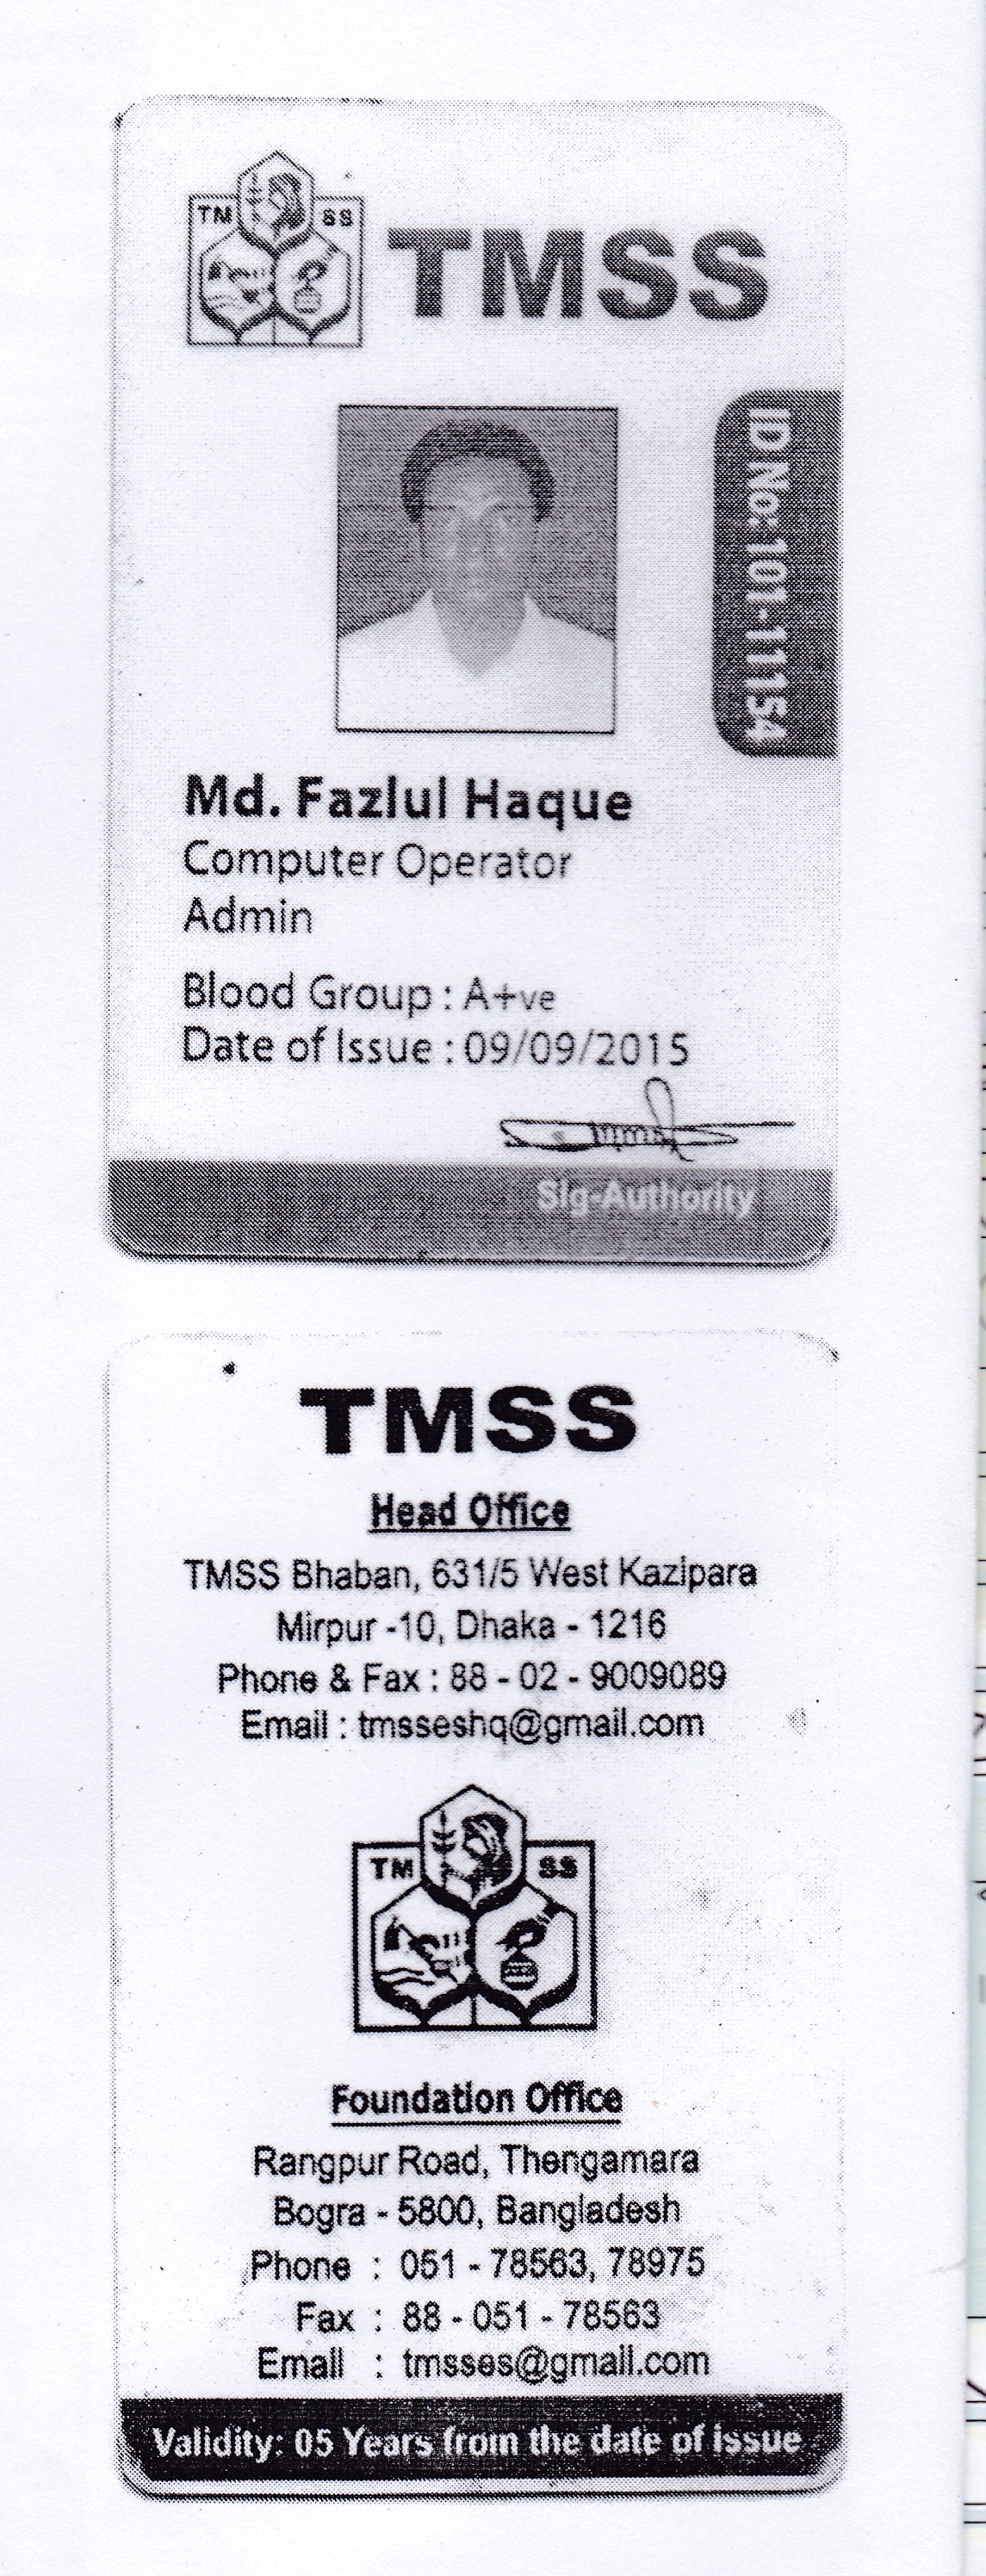 TM SS
TMSS
ID No: 101-11154
Md. Fazlul Haque
Computer Operator
Admin
Blood Group : A+ve
Date of Issue : 09/09/2015
Sig-Authority
TMSS
Head Office
TMSS Bhaban, 631/5 West Kazipara
Mirpur -10, Dhaka - 1216
Phone & Fax : 88 - 02 - 9009089
Email : tmsseshq@gmail.com
TM SS
Foundation Office
Rangpur Road, Thengamara
Bogra - 5800, Bangladesh
Phone : 051 - 78563, 78975
Fax : 88 - 051 - 78563
Email : tmsses@gmail.com
Validity: 05 Years from the date of issue